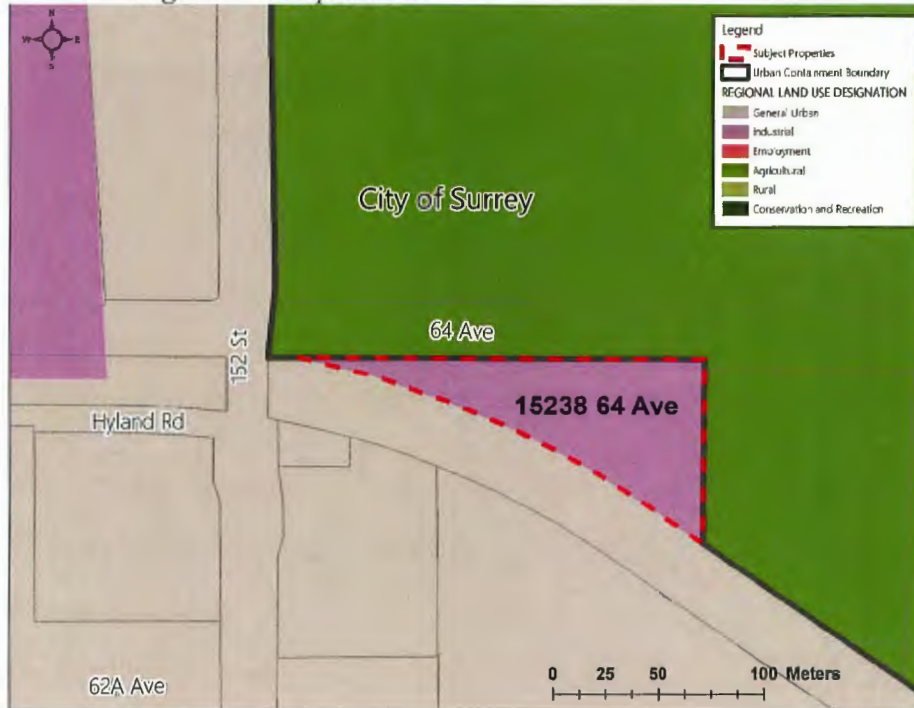 N
W
E
S
Legend
Subject Properties
Urban Containment Boundary
REGIONAL LAND USE DESIGNATION
General Urban
Industrial
Employment
Agricultural
Rural
Conservation and Recreation
City of Surrey
64 Ave
152 St
15238 64 Ave
Hyland Rd
62A Ave
0 25 50 100 Meters